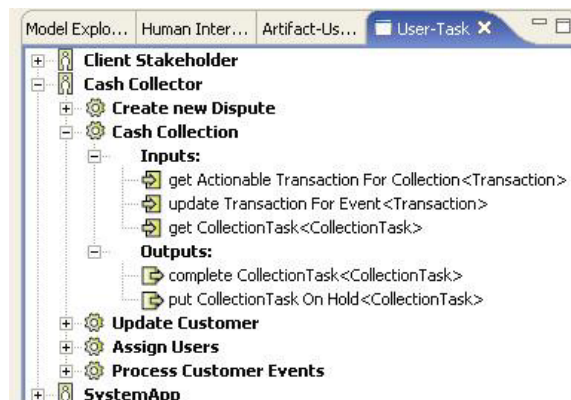 Model Explo... Human Inter... Artifact-Us... User-Task
Client Stakeholder
Cash Collector
Create new Dispute
Cash Collection
Inputs:
get Actionable Transaction For Collection<Transaction>
update Transaction For Event<Transaction>
get CollectionTask<CollectionTask>
Outputs:
complete CollectionTask<CollectionTask>
put CollectionTask On Hold<CollectionTask>
Update Customer
Assign Users
Process Customer Events
SystemApp